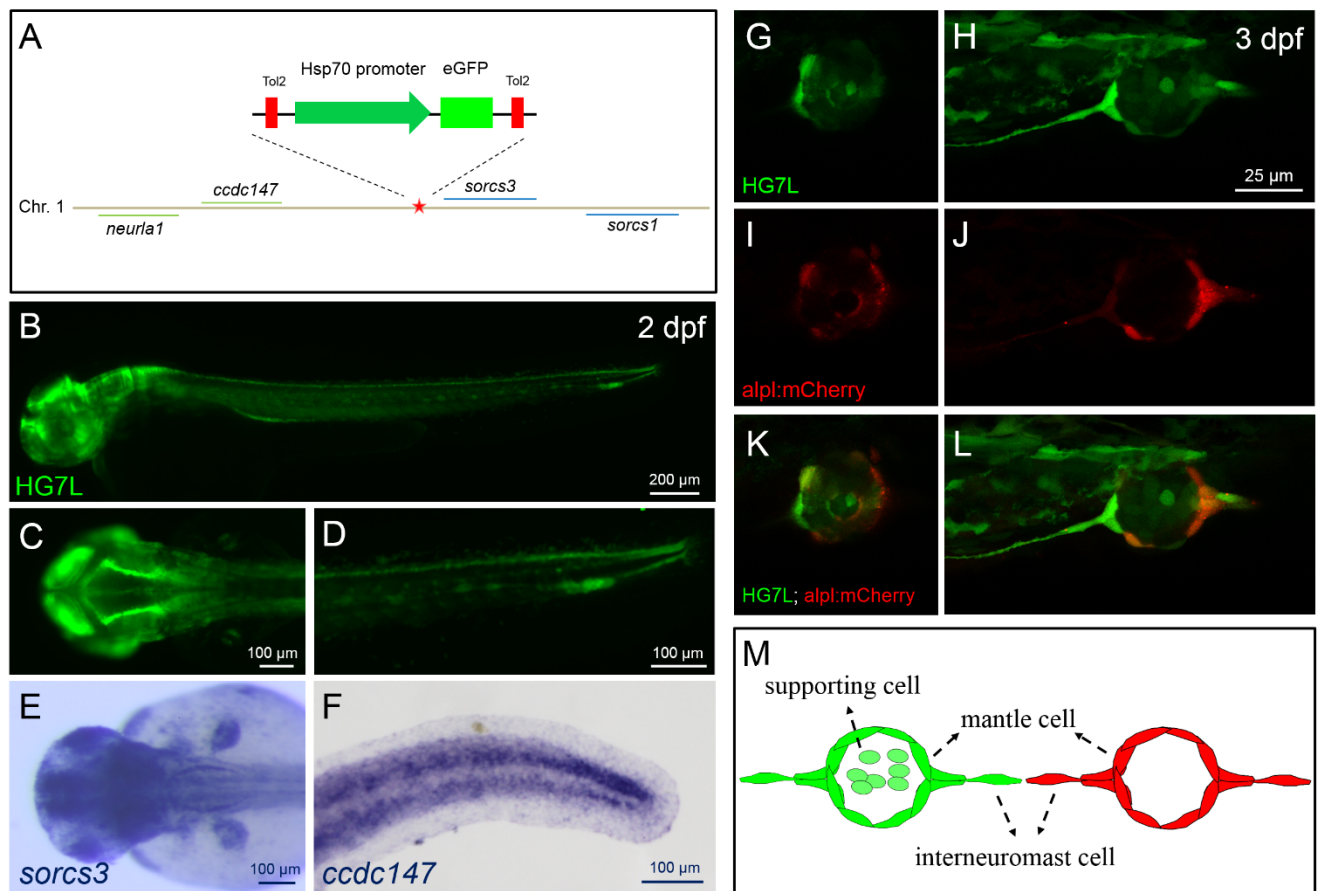 A
Hsp70 promoter
eGFP
Tol2
Tol2
ccdc147
sorcs3
Chr. 1
neurla1
sorcs1
B
2 dpf
HG7L
200 µm
C
100 µm
D
100 µm
E
sorcs3
100 µm
F
ccdc147
100 µm
G
HG7L
H
3 dpf
25 µm
I
alpl:mCherry
J
K
HG7L; alpl:mCherry
L
M
supporting cell
mantle cell
interneuromast cell